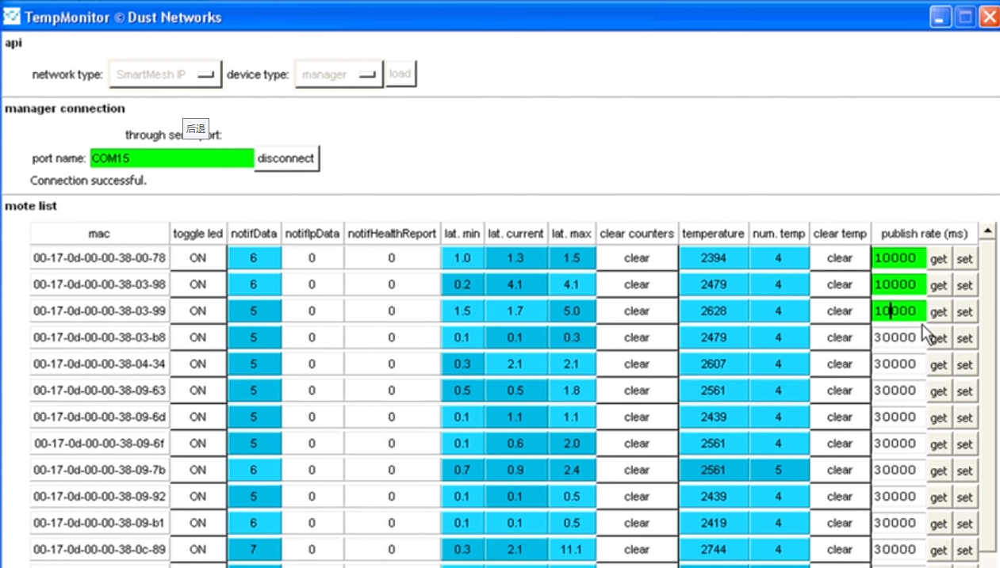 TempMonitor © Dust Networks
api
network type: SmartMesh IP device type: manager load
manager connection
through se rt:
后退
port name: COM15 disconnect
Connection successful.
mote list
mac toggle led notifData notifIpData notifHealthReport lat. min lat. current lat. max clear counters temperature num. temp clear temp publish rate (ms)
00-17-0d-00-00-38-00-78 ON 6 0 0 1.0 1.3 1.5 clear 2394 4 clear 10000 get set
00-17-0d-00-00-38-03-98 ON 6 0 0 0.2 4.1 4.1 clear 2479 4 clear 10000 get set
00-17-0d-00-00-38-03-99 ON 5 0 0 1.5 1.7 5.0 clear 2628 4 clear 10000 get set
00-17-0d-00-00-38-03-b8 ON 5 0 0 0.1 0.1 0.3 clear 2479 4 clear 30000 get set
00-17-0d-00-00-38-04-34 ON 5 0 0 0.3 2.1 2.1 clear 2607 4 clear 30000 get set
00-17-0d-00-00-38-09-63 ON 5 0 0 0.5 0.5 1.8 clear 2561 4 clear 30000 get set
00-17-0d-00-00-38-09-6d ON 5 0 0 0.1 1.1 1.1 clear 2439 4 clear 30000 get set
00-17-0d-00-00-38-09-6f ON 5 0 0 0.1 0.6 2.0 clear 2561 4 clear 30000 get set
00-17-0d-00-00-38-09-7b ON 6 0 0 0.7 0.9 2.4 clear 2561 5 clear 30000 get set
00-17-0d-00-00-38-09-92 ON 5 0 0 0.1 0.1 0.5 clear 2439 4 clear 30000 get set
00-17-0d-00-00-38-09-b1 ON 6 0 0 0.1 0.1 0.5 clear 2419 4 clear 30000 get set
00-17-0d-00-00-38-0c-89 ON 7 0 0 0.3 2.1 11.1 clear 2744 4 clear 30000 get set